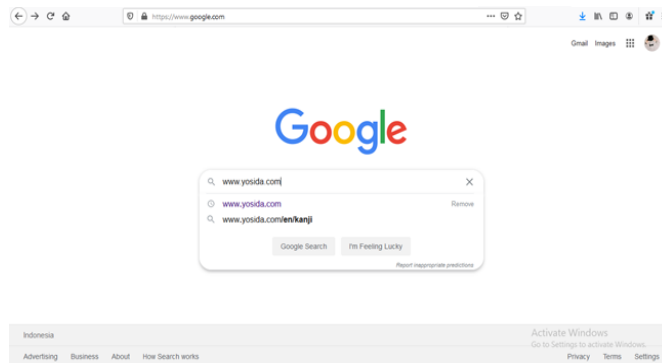 https://www.google.com
Gmail Images
Google
www.yosida.com
www.yosida.com Remove
www.yosida.com/en/kanji
Google Search I'm Feeling Lucky
Report inappropriate predictions
Indonesia
Activate Windows
Go to Settings to activate Windows.
Advertising Business About How Search works Privacy Terms Settings